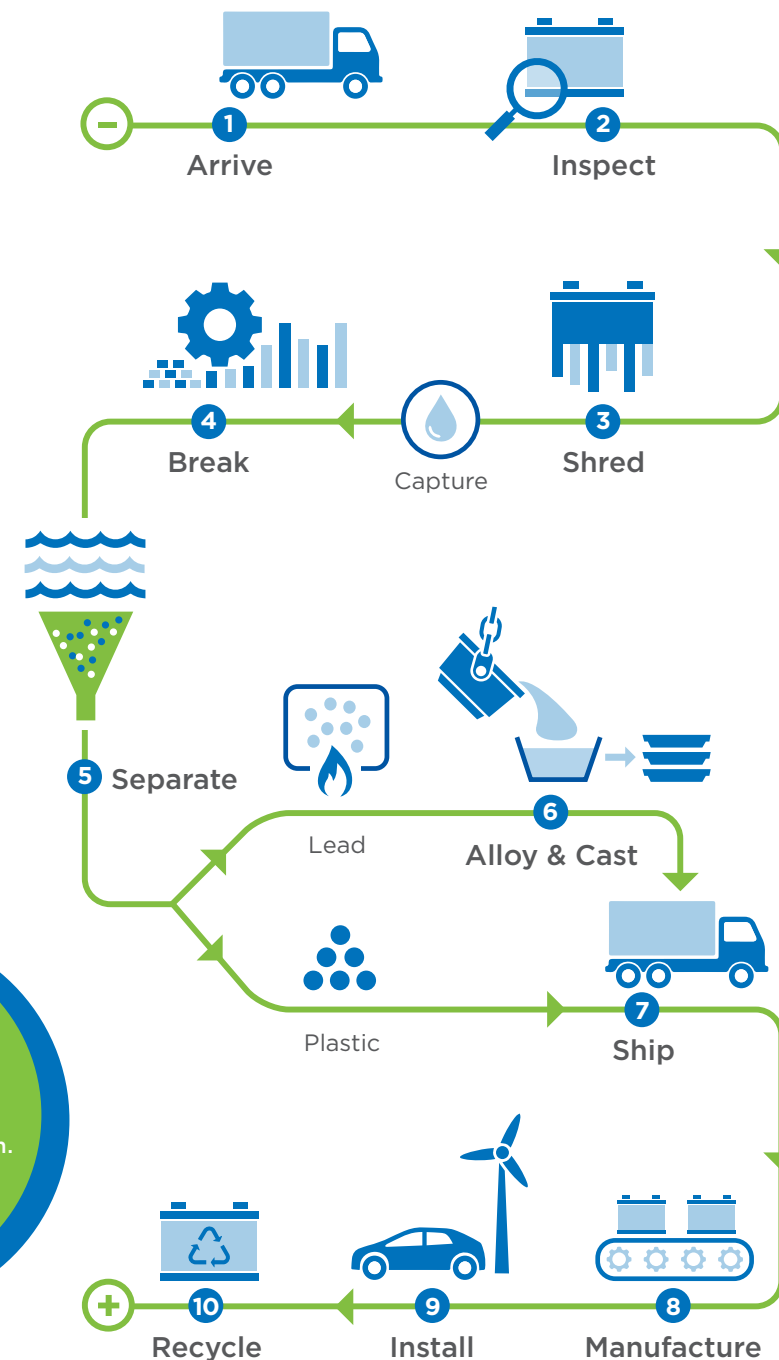 1
2
Arrive
Inspect
4
3
Break
Capture
Shred
5 Separate
Lead
6
Alloy & Cast
Plastic
7
Ship
10
9
8
Recycle
Install
Manufacture